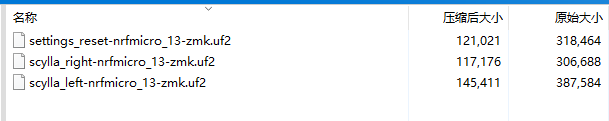 名称 压缩后大小 原始大小
settings_reset-nrfmicro_13-zmk.uf2 121,021 318,464
scylla_right-nrfmicro_13-zmk.uf2 117,176 306,688
scylla_left-nrfmicro_13-zmk.uf2 145,411 387,584